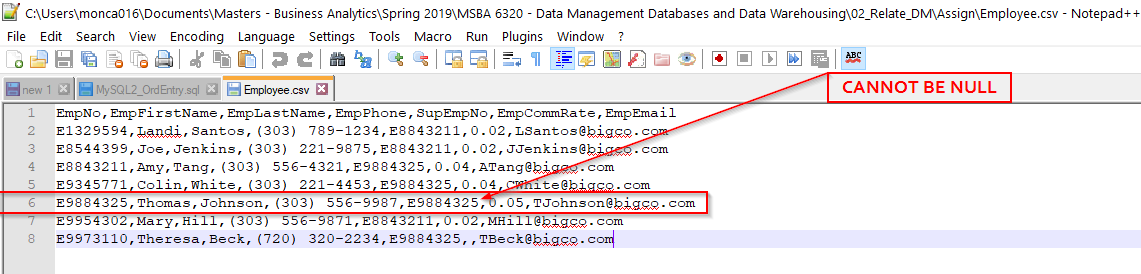 C:\Users\monca016\Documents\Masters - Business Analytics\Spring 2019\MSBA 6320 - Data Management Databases and Data Warehousing\02_Relate_DM\Assign\Employee.csv - Notepad++
File Edit Search View Encoding Language Settings Tools Macro Run Plugins Window ?
ABC
new 1 MySQL2_OrdEntry.sql Employee.csv
CANNOT BE NULL
1 EmpNo,EmpFirstName,EmpLastName,EmpPhone,SupEmpNo,EmpCommRate,EmpEmail
2 E1329594,Landi,Santos,(303) 789-1234,E8843211,0.02,LSantos@bigco.com
3 E8544399,Joe,Jenkins,(303) 221-9875,E8843211,0.02,JJenkins@bigco.com
4 E8843211,Amy,Tang,(303) 556-4321,E9884325,0.04,ATang@bigco.com
5 E9345771,Colin,White,(303) 221-4453,E9884325,0.04,CWhite@bigco.com
6 E9884325,Thomas,Johnson,(303) 556-9987,E9884325,0.05,TJohnson@bigco.com
7 E9954302,Mary,Hill,(303) 556-9871,E8843211,0.02,MHill@bigco.com
8 E9973110,Theresa,Beck,(720) 320-2234,E9884325,,TBeck@bigco.com